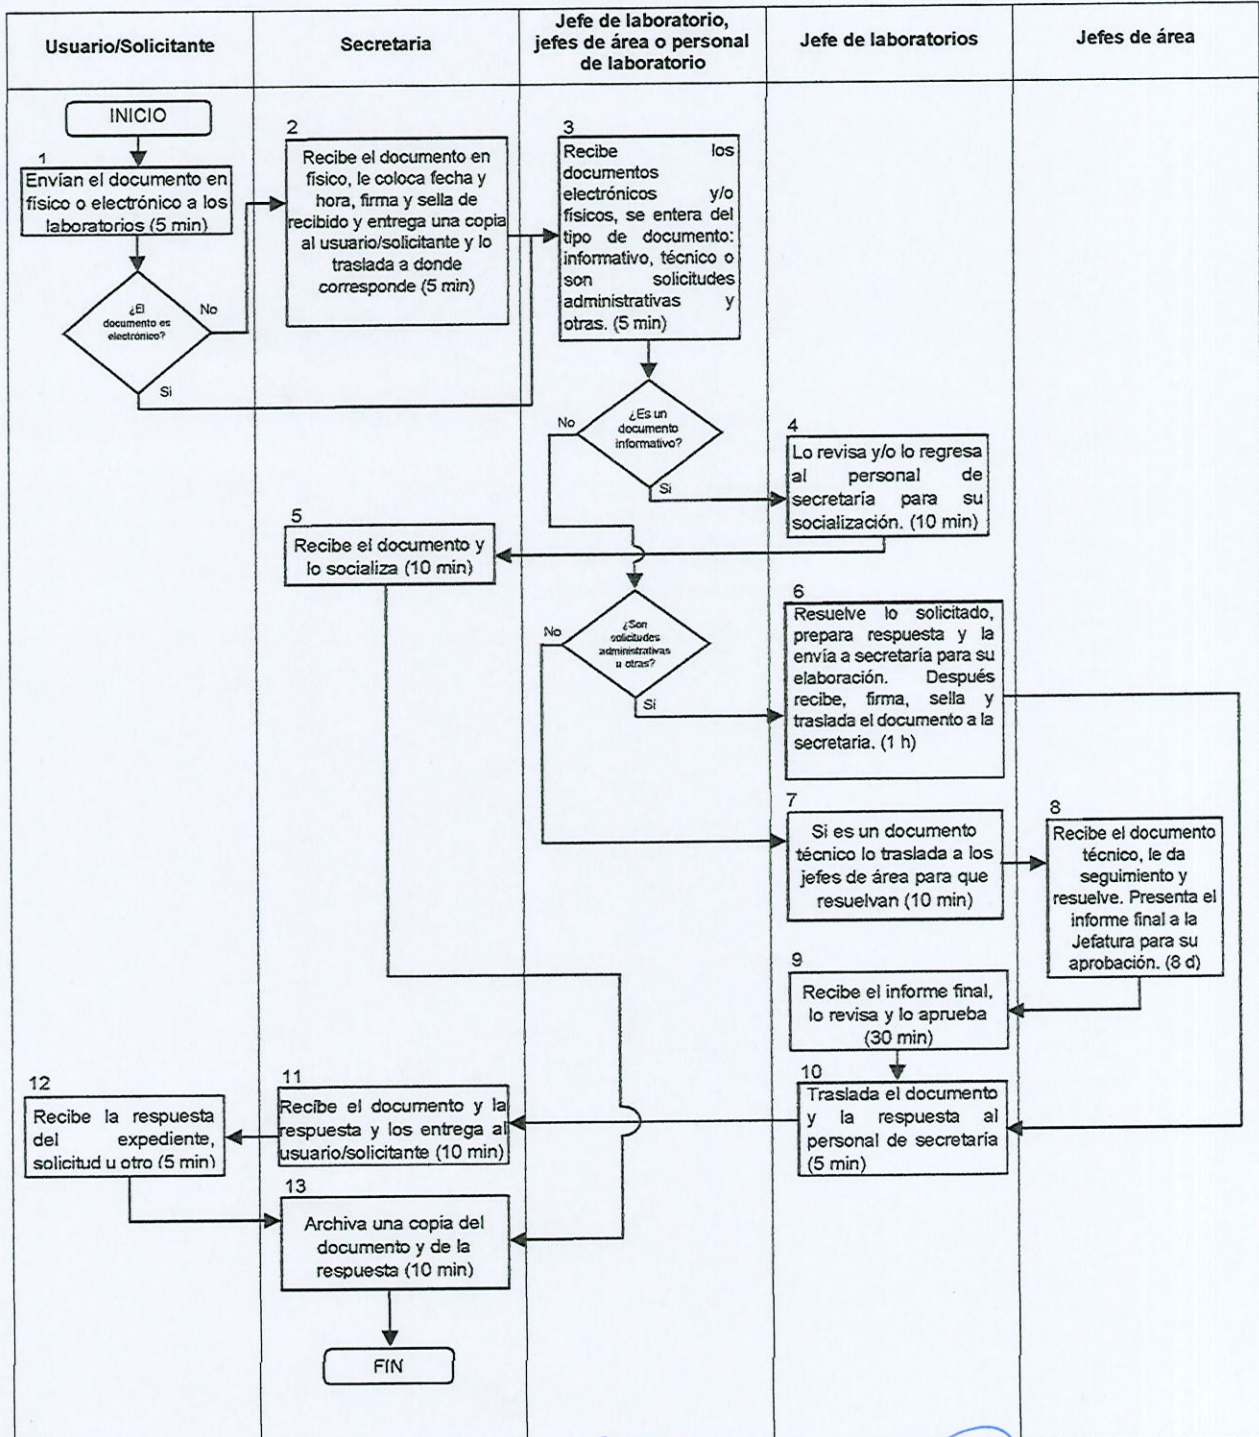 Usuario/Solicitante
Secretaria
Jefe de laboratorio,
jefes de área o personal
de laboratorio
Jefe de laboratorios
Jefes de área
INICIO
1
Envían el documento en
físico o electrónico a los
laboratorios (5 min)
¿El
documento es
electrónico?
No
Si
2
Recibe el documento en
físico, le coloca fecha y
hora, firma y sella de
recibido y entrega una copia
al usuario/solicitante y lo
traslada a donde
corresponde (5 min)
3
Recibe los
documentos
electrónicos y/o
físicos, se entera del
tipo de documento:
informativo, técnico o
son solicitudes
administrativas y
otras. (5 min)
¿Es un
documento
informativo?
No
Si
4
Lo revisa y/o lo regresa
al personal de
secretaría para su
socialización. (10 min)
5
Recibe el documento y
lo socializa (10 min)
¿Son
solicitudes
administrativas
u otras?
No
Si
6
Resuelve lo solicitado,
prepara respuesta y la
envía a secretaría para su
elaboración. Después
recibe, firma, sella y
traslada el documento a la
secretaria. (1 h)
7
Si es un documento
técnico lo traslada a los
jefes de área para que
resuelvan (10 min)
8
Recibe el documento
técnico, le da
seguimiento y
resuelve. Presenta el
informe final a la
Jefatura para su
aprobación. (8 d)
9
Recibe el informe final,
lo revisa y lo aprueba
(30 min)
10
Traslada el documento
y la respuesta al
personal de secretaria
(5 min)
11
Recibe el documento y la
respuesta y los entrega al
usuario/solicitante (10 min)
12
Recibe la respuesta
del expediente,
solicitud u otro (5 min)
13
Archiva una copia del
documento y de la
respuesta (10 min)
FIN